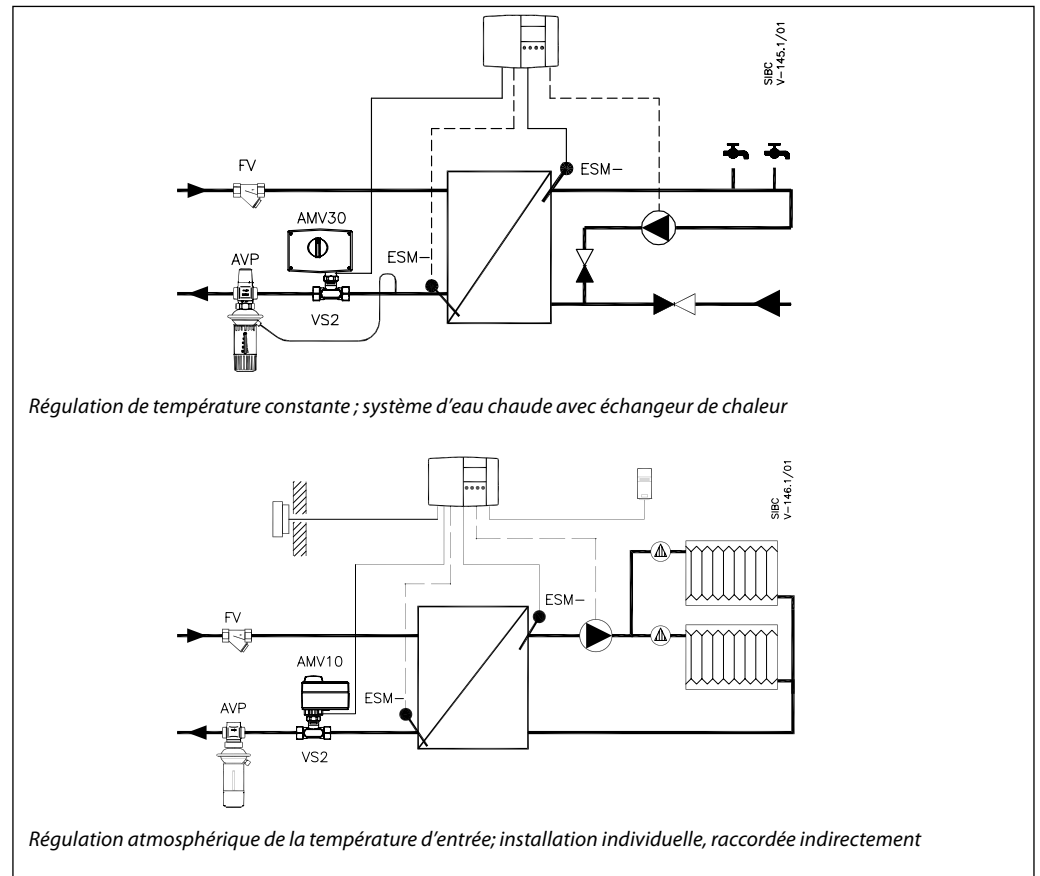 SIBC
V-145.1/01
ESM-
FV
AMV30
AVP
ESM-
VS2
Régulation de température constante ; système d'eau chaude avec échangeur de chaleur
SIBC
V-146.1/01
ESM-
FV
AMV10
ESM-
AVP
VS2
Régulation atmosphérique de la température d'entrée; installation individuelle, raccordée indirectement